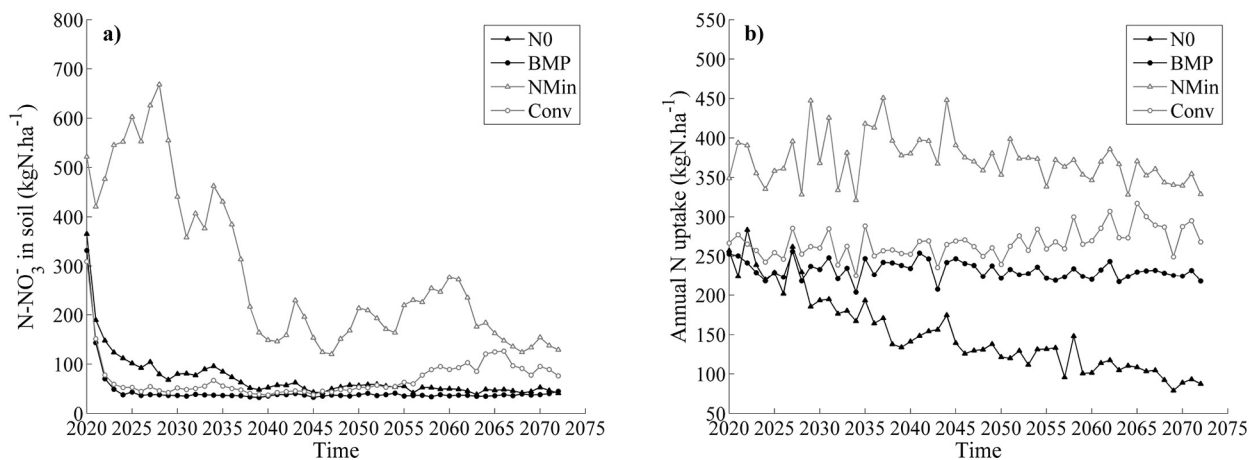 a)
N0
BMP
NMin
Conv
N-NO₃⁻ in soil (kgN.ha⁻¹)
800
700
600
500
400
300
200
100
0
2020 2025 2030 2035 2040 2045 2050 2055 2060 2065 2070 2075
Time
b)
N0
BMP
NMin
Conv
Annual N uptake (kgN.ha⁻¹)
550
500
450
400
350
300
250
200
150
100
50
2020 2025 2030 2035 2040 2045 2050 2055 2060 2065 2070 2075
Time